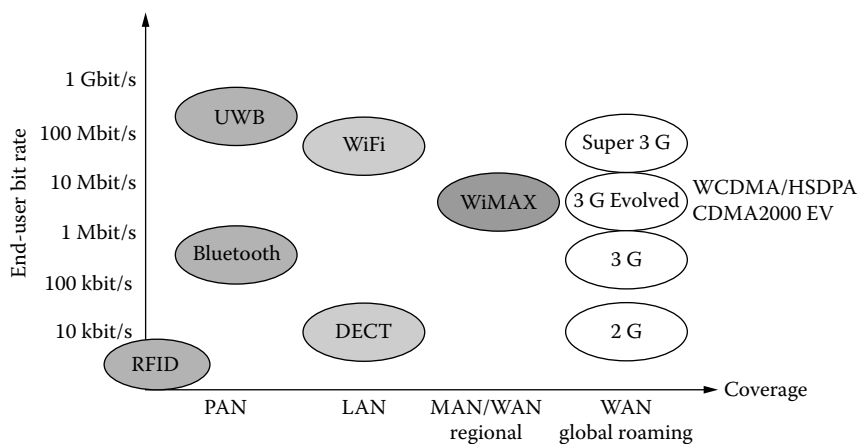 End-user bit rate
1 Gbit/s
100 Mbit/s
10 Mbit/s
1 Mbit/s
100 kbit/s
10 kbit/s
UWB
WiFi
Super 3 G
WiMAX
3 G Evolved
WCDMA/HSDPA
CDMA2000 EV
Bluetooth
3 G
DECT
2 G
RFID
Coverage
PAN
LAN
MAN/WAN
regional
WAN
global roaming